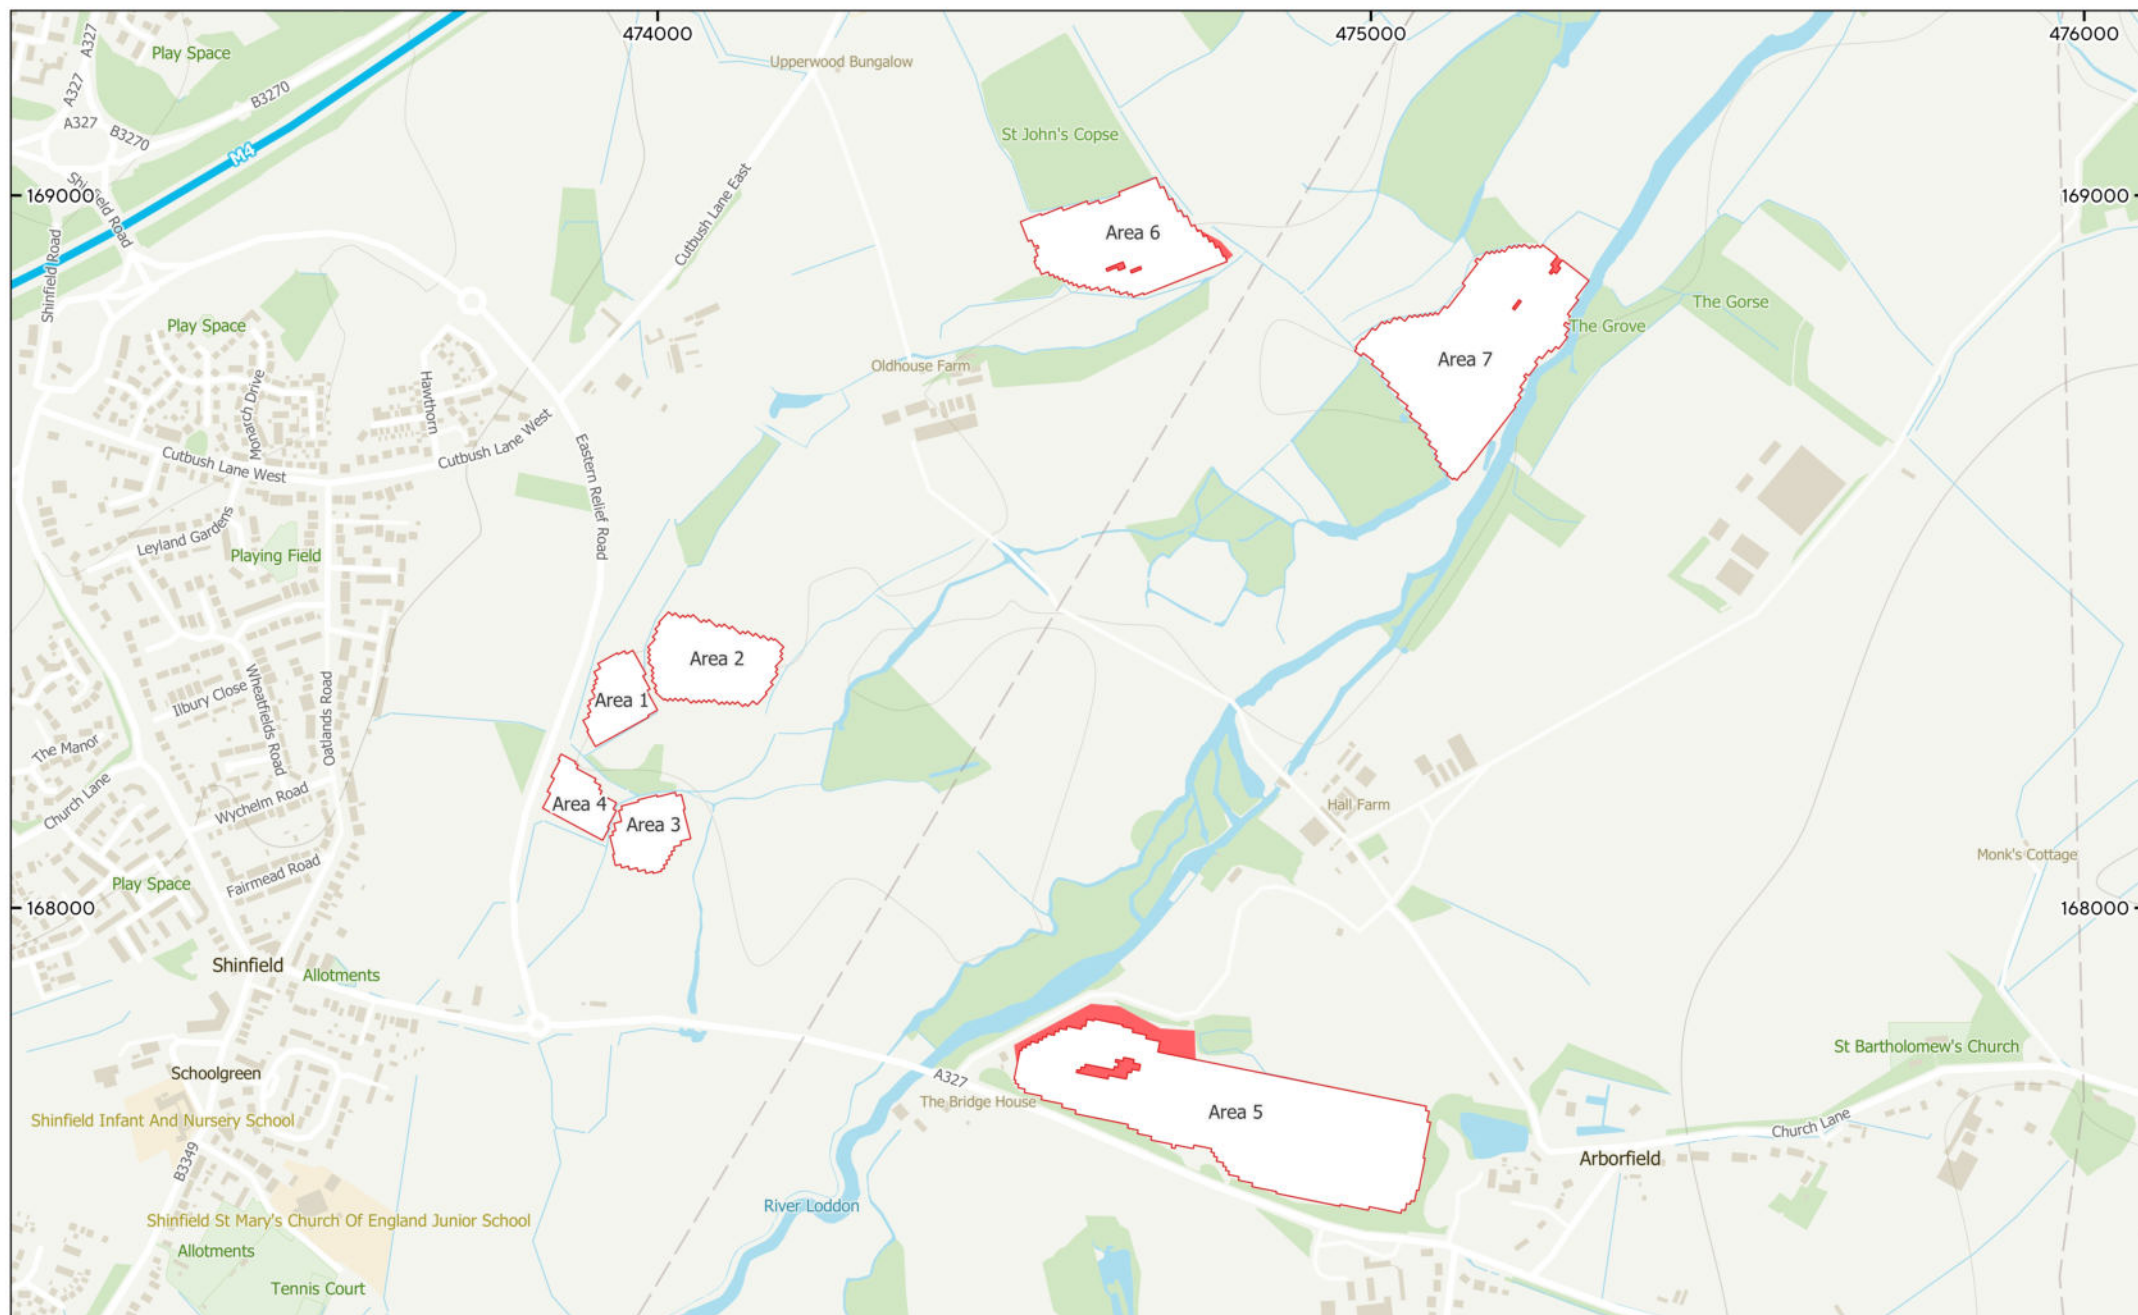 474000
475000
476000
A327
Play Space
Upperwood Bungalow
A327
B3270
A327
B3270
St John's Copse
M4
Shinfield Road
169000
169000
Cutbush Lane East
Area 6
Shinfield Road
The Gorse
Play Space
The Grove
Area 7
Oldhouse Farm
Monarch Drive
Hawthorn
Cutbush Lane West
Cutbush Lane West
Eastern Relief Road
Leyland Gardens
Playing Field
Area 2
Area 1
Ilbury Close
Wheatfields Road
Oatlands Road
The Manor
Church Lane
Wychelm Road
Area 4
Area 3
Hall Farm
Monk's Cottage
Fairmead Road
Play Space
168000
168000
Shinfield
Allotments
St Bartholomew's Church
Schoolgreen
A327
The Bridge House
Area 5
Shinfield Infant And Nursery School
Church Lane
B3349
Arborfield
River Loddon
Shinfield St Mary's Church Of England Junior School
Allotments
Tennis Court